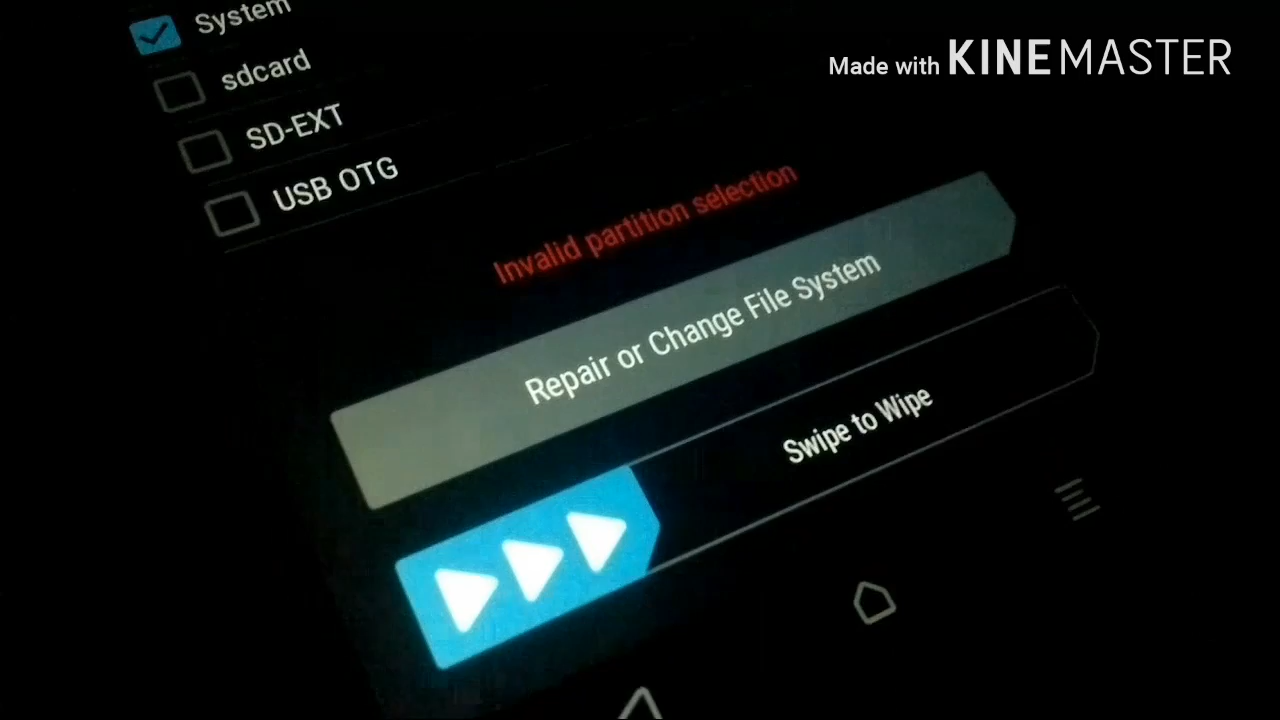 System
Made with KINEMASTER
sdcard
SD-EXT
USB OTG
Invalid partition selection
Repair or Change File System
Swipe to Wipe